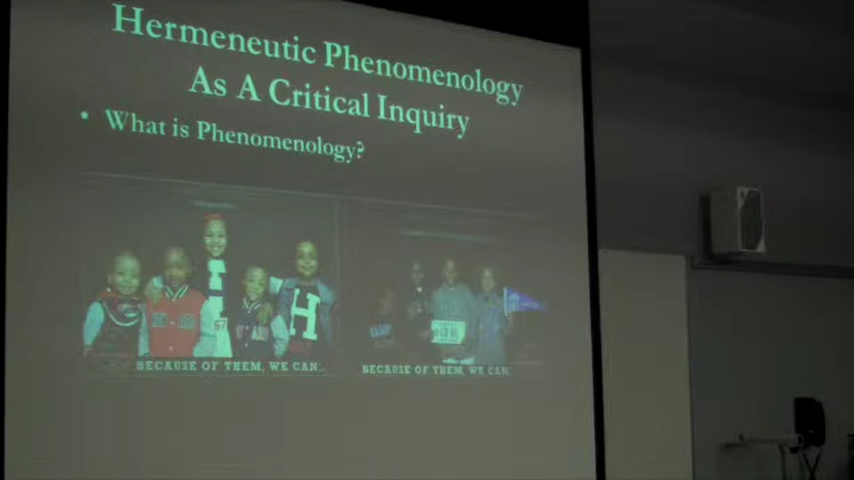 Hermeneutic Phenomenology
As A Critical Inquiry
• What is Phenomenology?
H
BECAUSE OF THEM, WE CAN...
BECAUSE OF THEM, WE CAN.